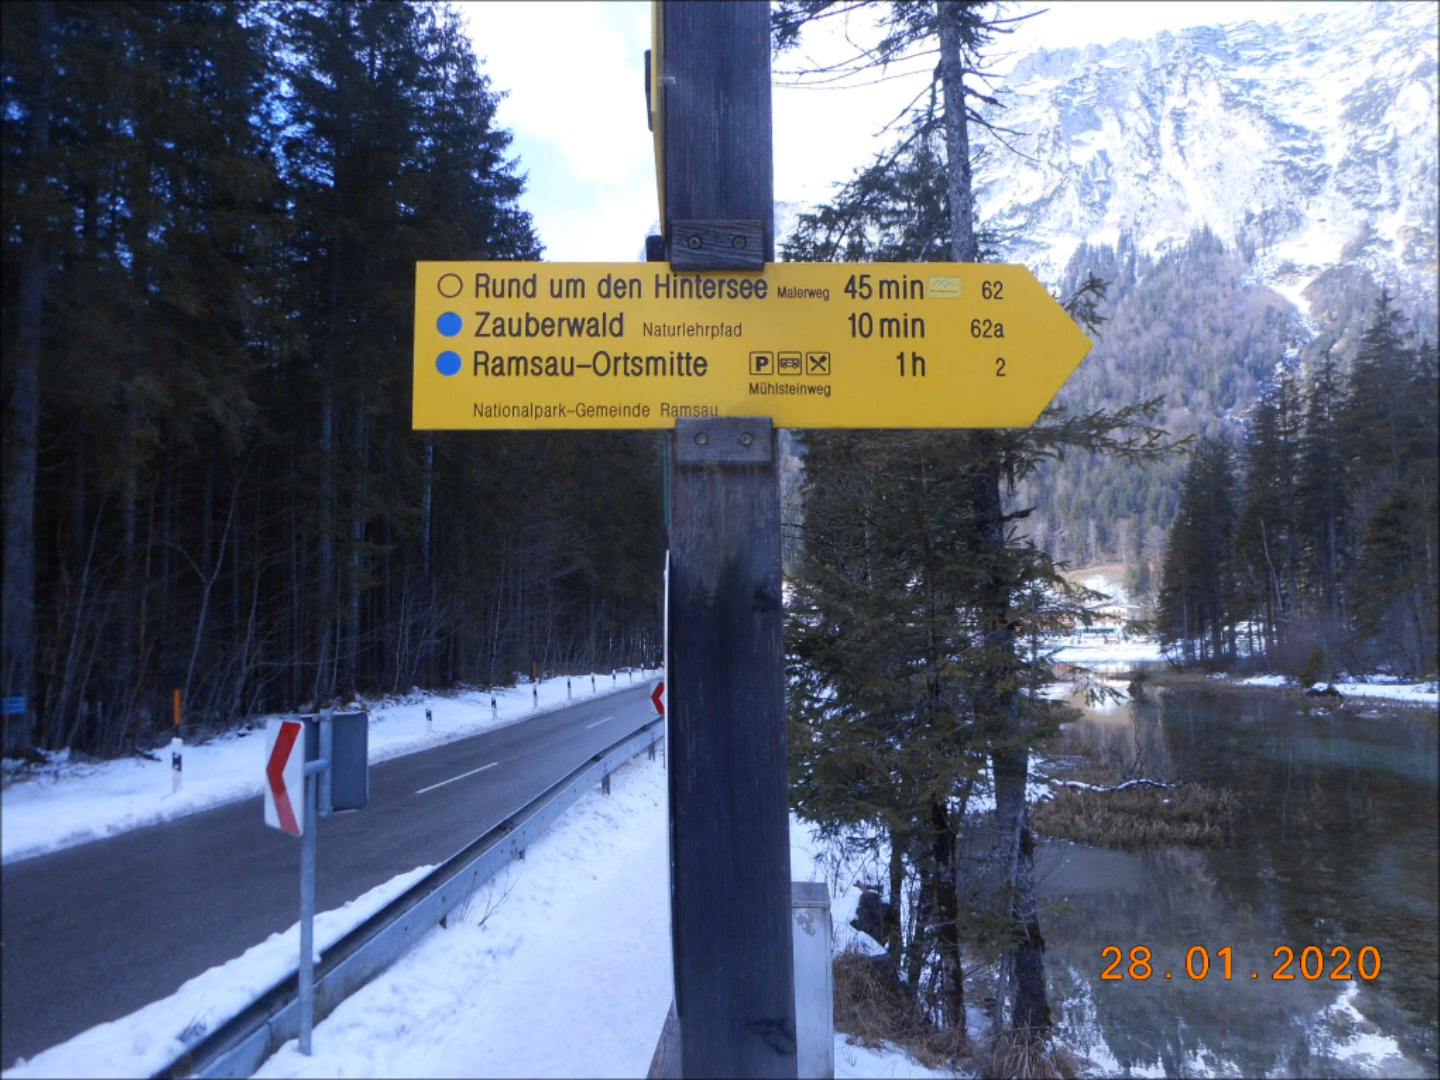 Rund um den Hintersee Malerweg 45 min 62
Zauberwald Naturlehrpfad 10 min 62a
Ramsau-Ortsmitte P 1h 2
Mühlsteinweg
Nationalpark-Gemeinde Ramsau
28.01.2020